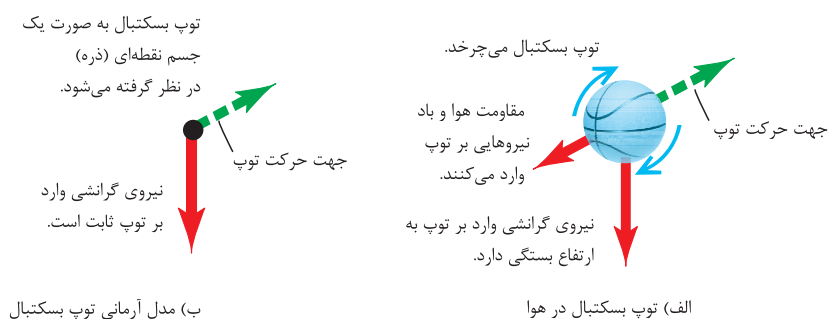 توپ بسکتبال می‌چرخد.
مقاومت هوا و باد
نیروهایی بر توپ
وارد می‌کنند.
جهت حرکت توپ
نیروی گرانشی وارد بر توپ به
ارتفاع بستگی دارد.
الف) توپ بسکتبال در هوا
توپ بسکتبال به صورت یک
جسم نقطه‌ای (ذره)
در نظر گرفته می‌شود.
جهت حرکت توپ
نیروی گرانشی وارد
بر توپ ثابت است.
ب) مدل آرمانی توپ بسکتبال